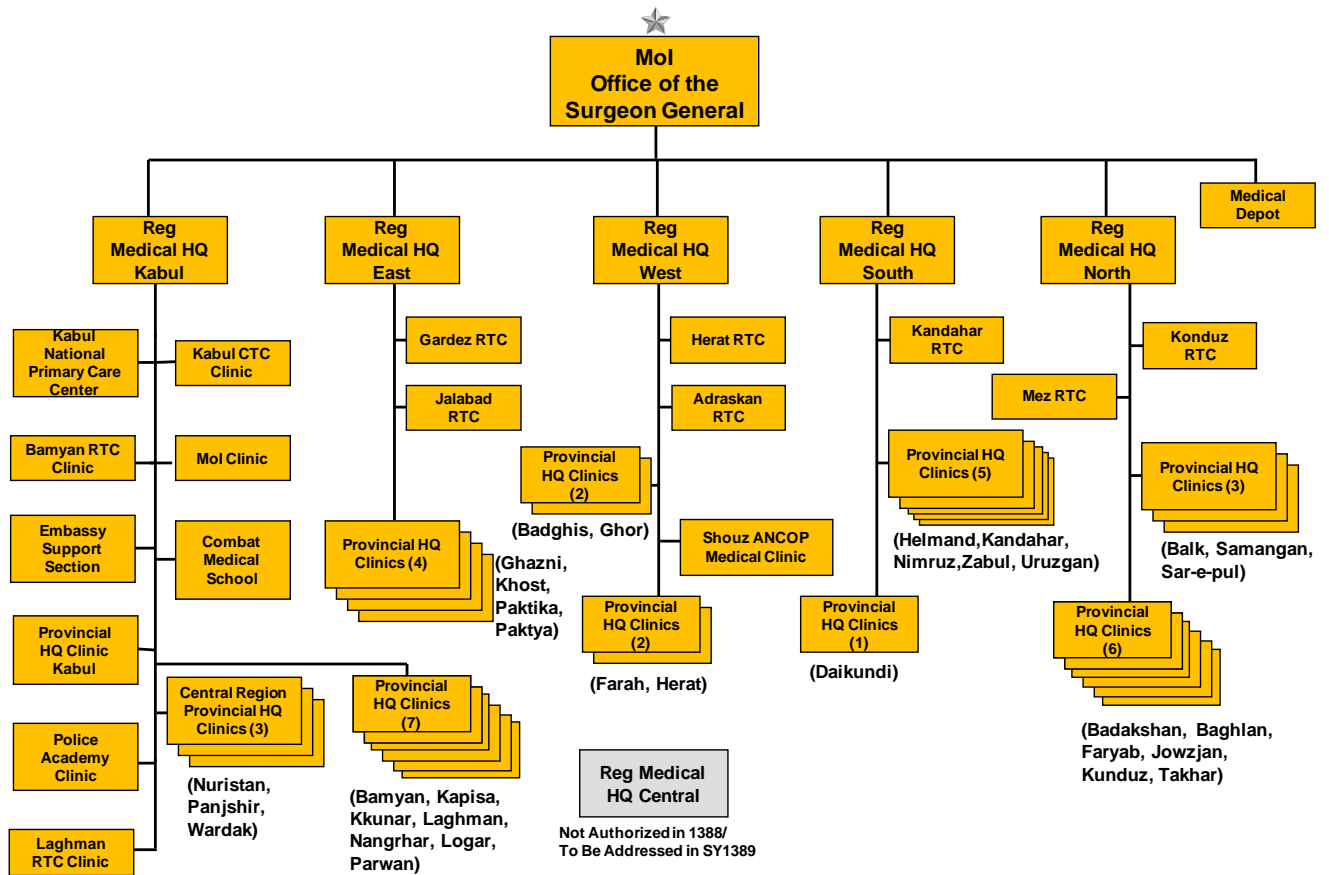 MoI
Office of the
Surgeon General
Medical
Depot
Reg
Medical HQ
Kabul
Reg
Medical HQ
East
Reg
Medical HQ
West
Reg
Medical HQ
South
Reg
Medical HQ
North
Kabul
National
Primary Care
Center
Kabul CTC
Clinic
Bamyan RTC
Clinic
MoI Clinic
Embassy
Support
Section
Combat
Medical
School
Provincial
HQ Clinic
Kabul
Central Region
Provincial HQ
Clinics (3)
(Nuristan,
Panjshir,
Wardak)
Police
Academy
Clinic
Laghman
RTC Clinic
Provincial
HQ Clinics
(7)
(Bamyan, Kapisa,
Kkunar, Laghman,
Nangrhar, Logar,
Parwan)
Gardez RTC
Jalabad
RTC
Provincial HQ
Clinics (4)
(Ghazni,
Khost,
Paktika,
Paktya)
Herat RTC
Adraskan
RTC
Provincial
HQ Clinics
(2)
(Badghis, Ghor)
Shouz ANCOP
Medical Clinic
Provincial
HQ Clinics
(2)
(Farah, Herat)
Kandahar
RTC
Provincial HQ
Clinics (5)
(Helmand,Kandahar,
Nimruz,Zabul, Uruzgan)
Provincial
HQ Clinics
(1)
(Daikundi)
Konduz
RTC
Mez RTC
Provincial HQ
Clinics (3)
(Balk, Samangan,
Sar-e-pul)
Provincial
HQ Clinics
(6)
(Badakshan, Baghlan,
Faryab, Jowzjan,
Kunduz, Takhar)
Reg Medical
HQ Central
Not Authorized in 1388/
To Be Addressed in SY1389